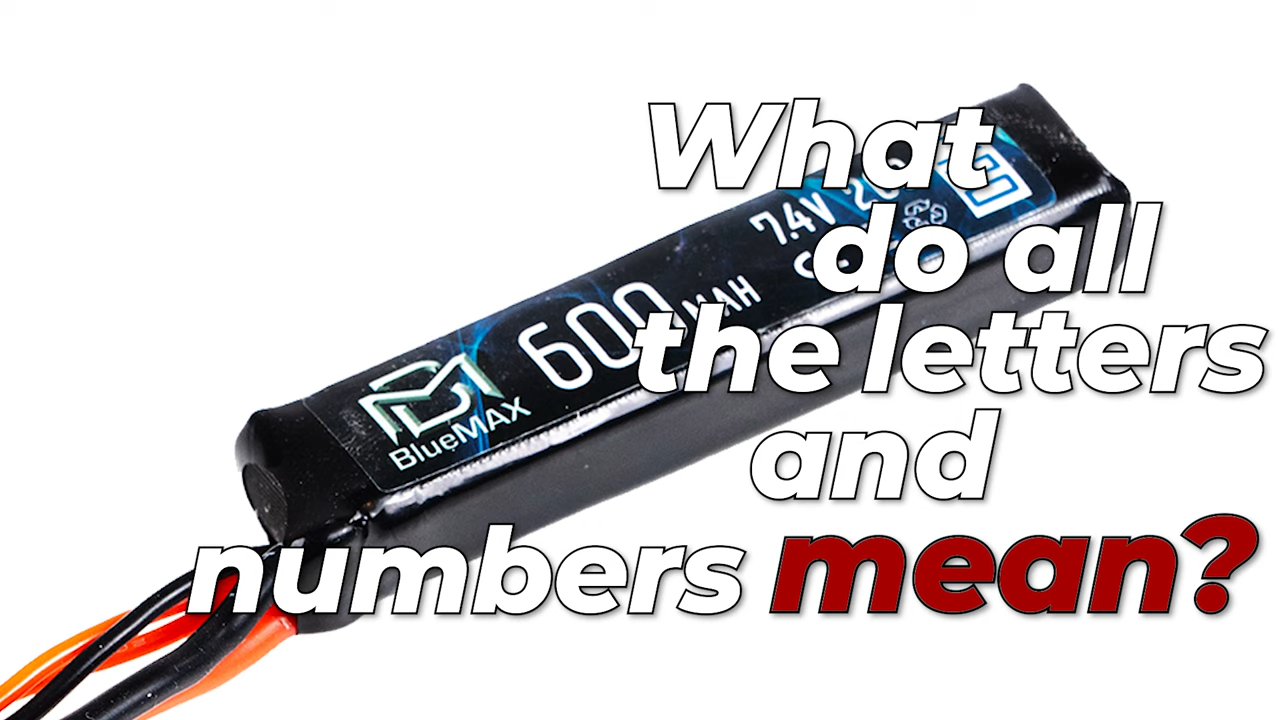 What
do all
the letters
and
numbers mean?
7.4V
600 MAH
BlueMAX